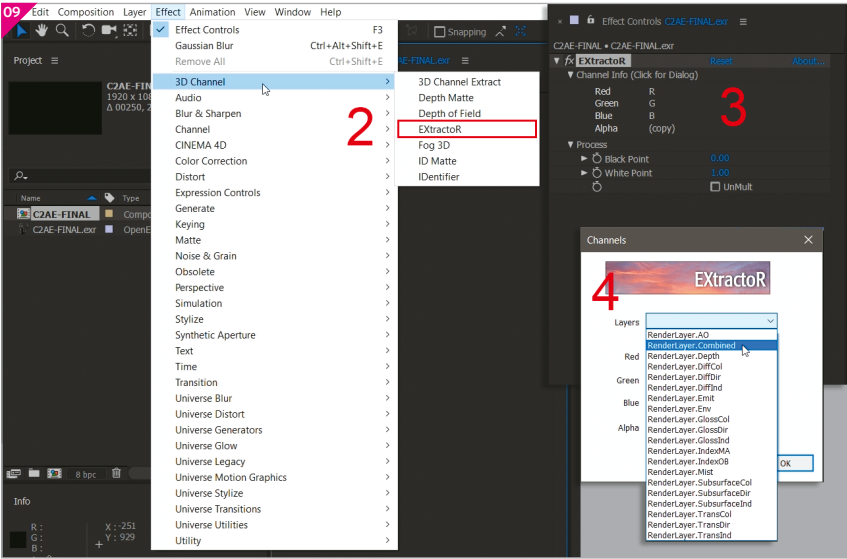 09 Edit Composition Layer Effect Animation View Window Help
Snapping
Project
C2AE-FIN
1920 x 108
Δ 00250, 2
Name Type
C2AE-FINAL Compo
C2AE-FINAL.exr OpenE
8 bpc
Info
R :
G :
B :
X : -251
Y : 929
Effect Controls F3
Gaussian Blur Ctrl+Alt+Shift+E
Remove All Ctrl+Shift+E
3D Channel
Audio
Blur & Sharpen
Channel
CINEMA 4D
Color Correction
Distort
Expression Controls
Generate
Keying
Matte
Noise & Grain
Obsolete
Perspective
Simulation
Stylize
Synthetic Aperture
Text
Time
Transition
Universe Blur
Universe Distort
Universe Generators
Universe Glow
Universe Legacy
Universe Motion Graphics
Universe Stylize
Universe Transitions
Universe Utilities
Utility
2
AE-FINAL.exr
3D Channel Extract
Depth Matte
Depth of Field
EXtractoR
Fog 3D
ID Matte
IDentifier
Effect Controls C2AE-FINAL.exr
C2AE-FINAL • C2AE-FINAL.exr
fx EXtractoR Reset About...
Channel Info (Click for Dialog)
Red R
Green G
Blue B
Alpha (copy)
3
Process
Black Point 0.00
White Point 1.00
UnMult
Channels
EXtractoR
4
Layers
Red
Green
Blue
Alpha
RenderLayer.AO
RenderLayer.Combined
RenderLayer.Depth
RenderLayer.DiffCol
RenderLayer.DiffDir
RenderLayer.DiffInd
RenderLayer.Emit
RenderLayer.Env
RenderLayer.GlossCol
RenderLayer.GlossDir
RenderLayer.GlossInd
RenderLayer.IndexMA
RenderLayer.IndexOB
RenderLayer.Mist
RenderLayer.SubsurfaceCol
RenderLayer.SubsurfaceDir
RenderLayer.SubsurfaceInd
RenderLayer.TransCol
RenderLayer.TransDir
RenderLayer.TransInd
OK